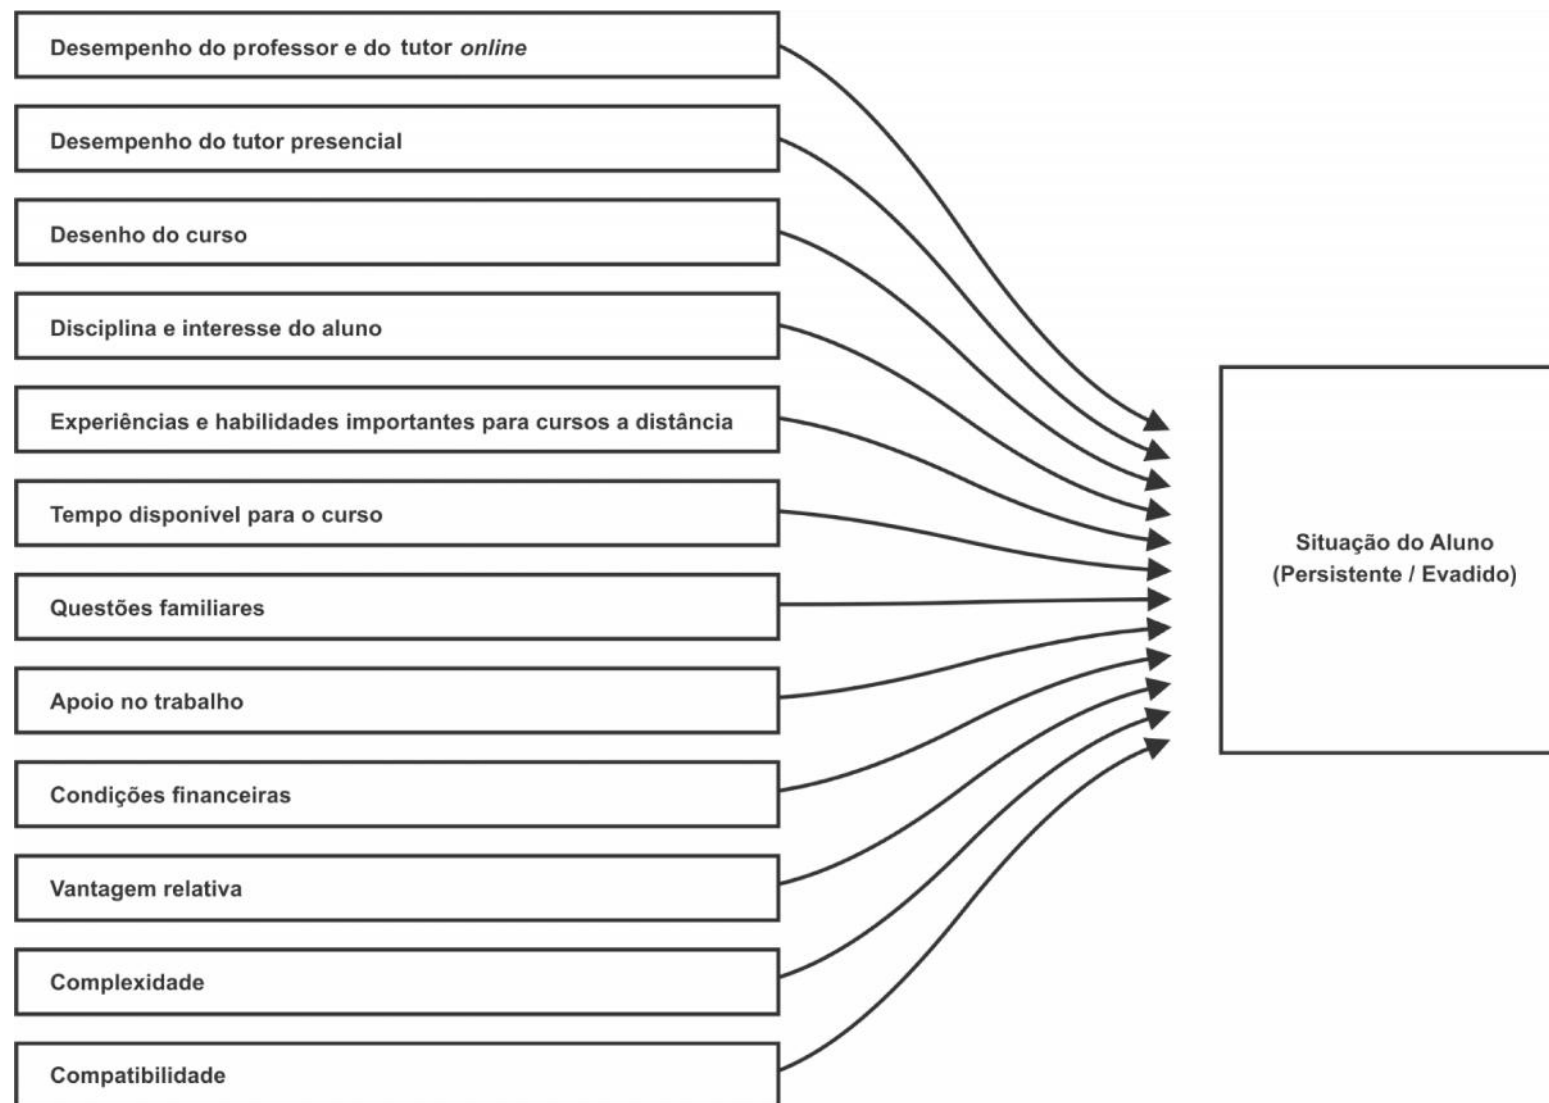 Desempenho do professor e do tutor online
Desempenho do tutor presencial
Desenho do curso
Disciplina e interesse do aluno
Experiências e habilidades importantes para cursos a distância
Tempo disponível para o curso
Questões familiares
Apoio no trabalho
Condições financeiras
Vantagem relativa
Complexidade
Compatibilidade
Situação do Aluno
(Persistente / Evadido)